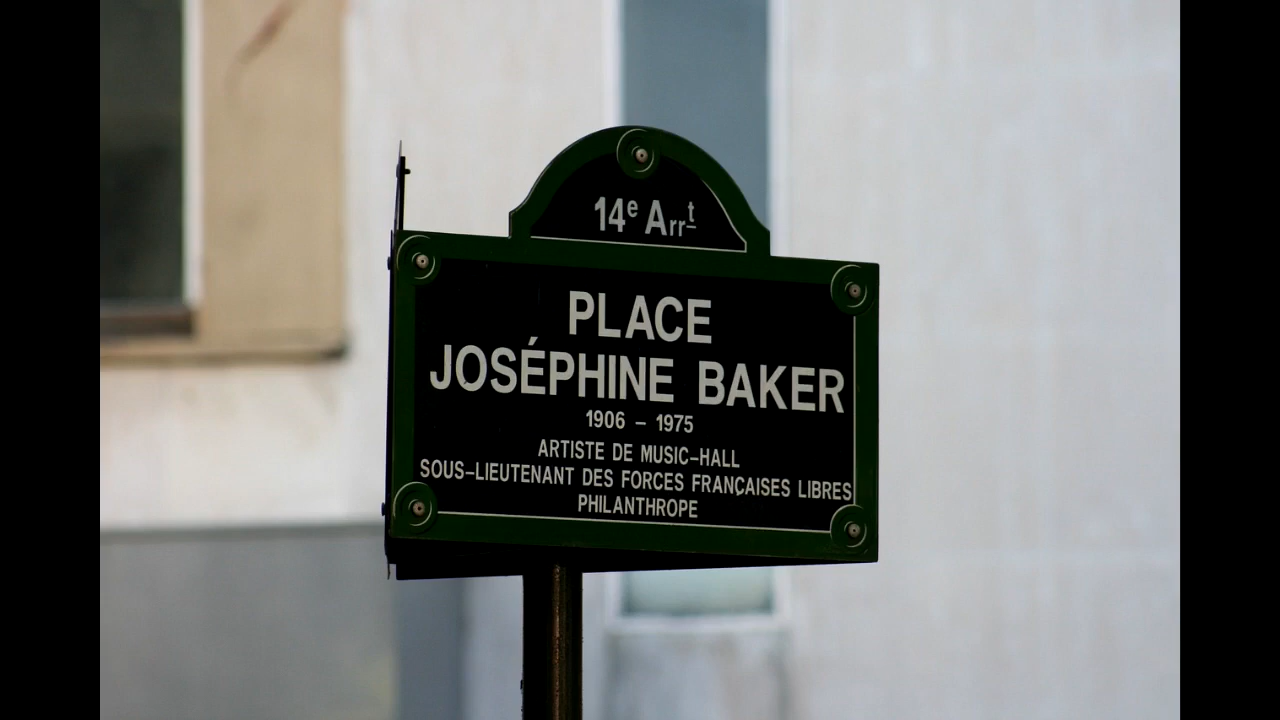 14e Arrt
PLACE
JOSÉPHINE BAKER
1906 – 1975
ARTISTE DE MUSIC-HALL
SOUS-LIEUTENANT DES FORCES FRANÇAISES LIBRES
PHILANTHROPE